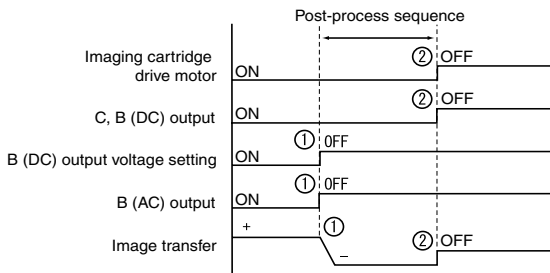 Post-process sequence
Imaging cartridge
drive motor
ON
② OFF
C, B (DC) output
ON
② OFF
B (DC) output voltage setting
ON
① OFF
B (AC) output
ON
① OFF
Image transfer
+
①
−
② OFF